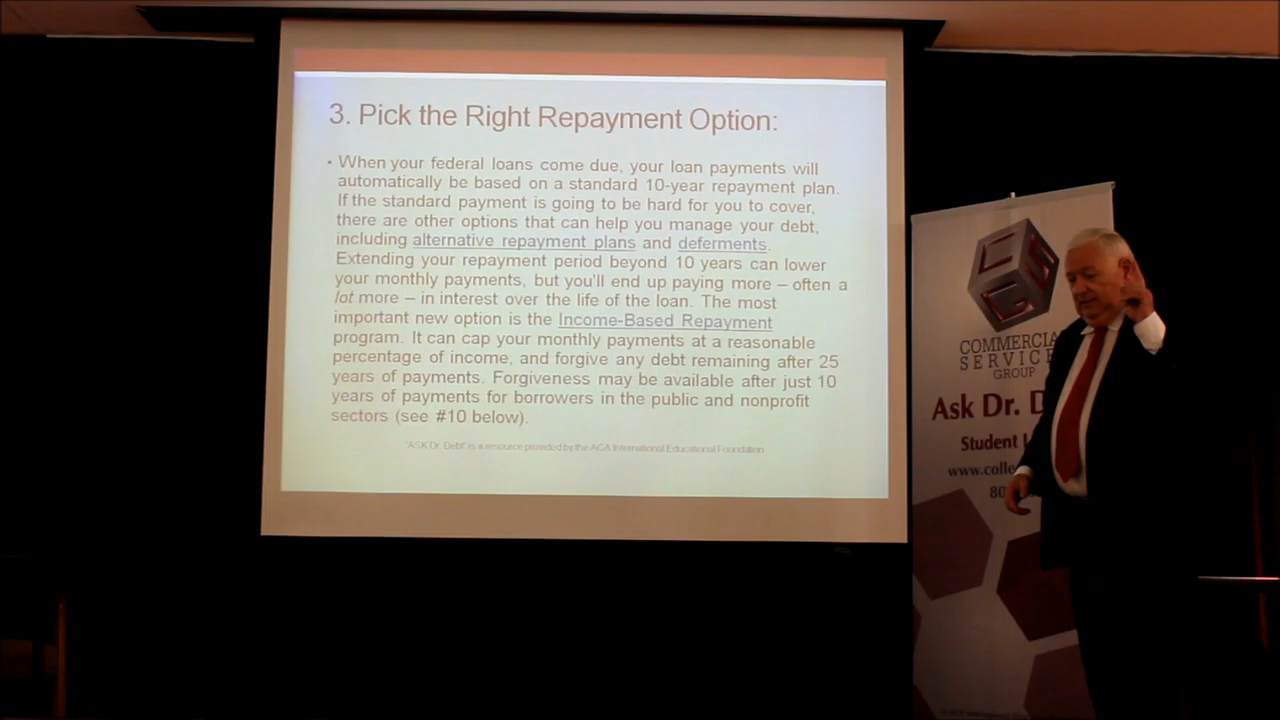 3. Pick the Right Repayment Option:
• When your federal loans come due, your loan payments will
automatically be based on a standard 10-year repayment plan.
If the standard payment is going to be hard for you to cover,
there are other options that can help you manage your debt,
including alternative repayment plans and deferments.
Extending your repayment period beyond 10 years can lower
your monthly payments, but you'll end up paying more – often a
lot more – in interest over the life of the loan. The most
important new option is the Income-Based Repayment
program. It can cap your monthly payments at a reasonable
percentage of income, and forgive any debt remaining after 25
years of payments. Forgiveness may be available after just 10
years of payments for borrowers in the public and nonprofit
sectors (see #10 below).
"ASK Dr. Debt" is a resource provided by the ACA International Educational Foundation
CSG
COMMERCIA
SERVIC
GROUP
Ask Dr. D
Student
www.colle
80